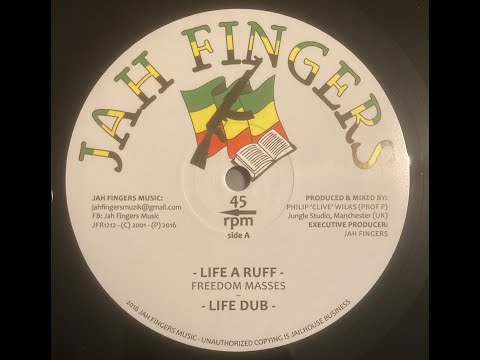 JAH FINGERS
JAH FINGERS MUSIC:
jahfingersmuzik@gmail.com
FB: Jah Fingers Music
JFR1212 - (C) 2001 - (P) 2016
45
rpm
side A
PRODUCED & MIXED BY:
PHILIP 'CLIVE' WILKS (PROF P)
Jungle Studio, Manchester (UK)
EXECUTIVE PRODUCER:
JAH FINGERS
- LIFE A RUFF -
FREEDOM MASSES
~
- LIFE DUB -
2016 JAH FINGERS MUSIC - UNAUTHORIZED COPYING IS JAILHOUSE BUSINESS